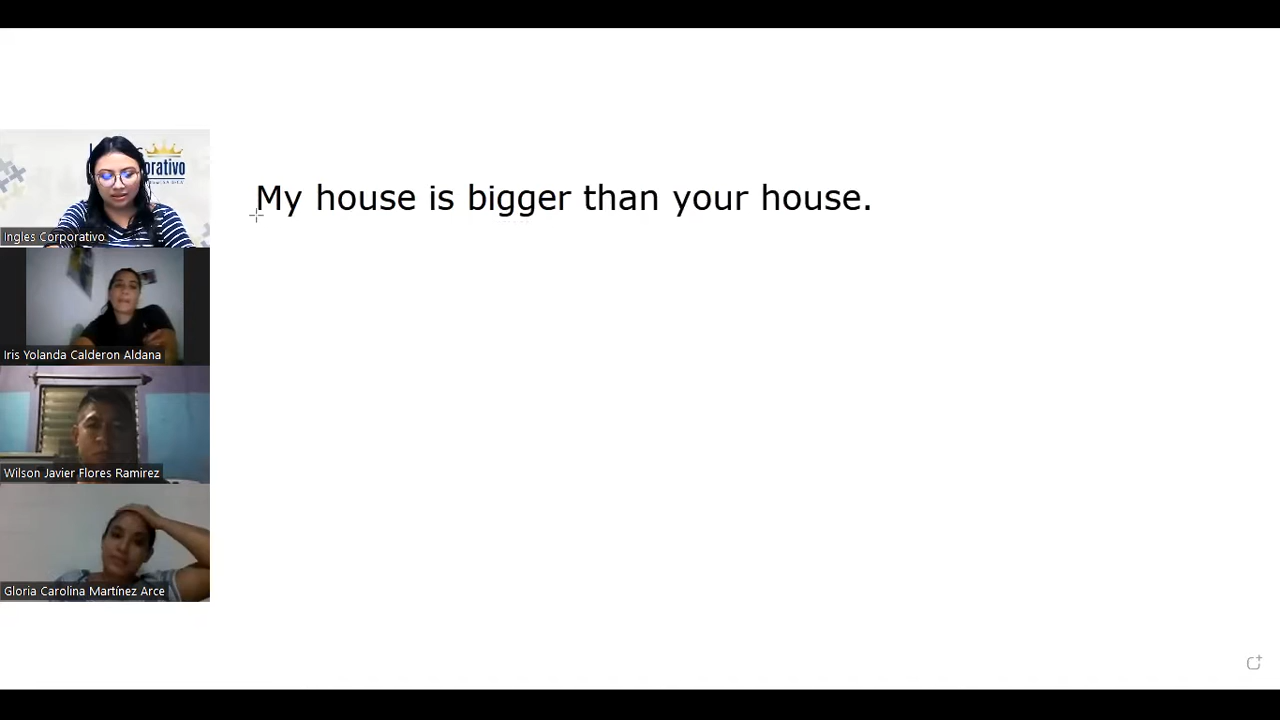 orativo
Ingles Corporativo
My house is bigger than your house.
Iris Yolanda Calderon Aldana
Wilson Javier Flores Ramirez
Gloria Carolina Martínez Arce